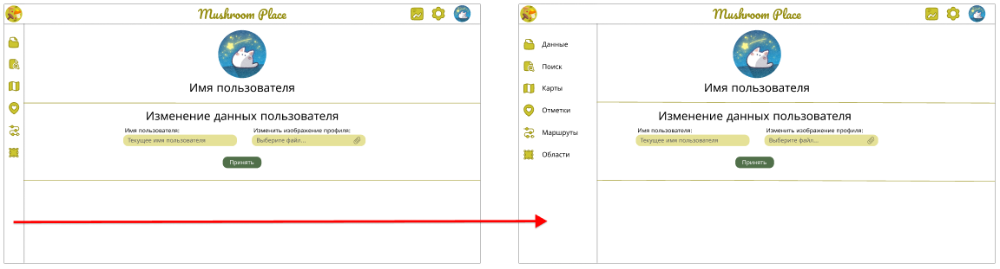 Mushroom Place
Имя пользователя
Изменение данных пользователя
Имя пользователя:
Изменить изображение профиля:
Текущее имя пользователя
Выберите файл...
Принять
Mushroom Place
Данные
Поиск
Карты
Отметки
Маршруты
Области
Имя пользователя
Изменение данных пользователя
Имя пользователя:
Изменить изображение профиля:
Текущее имя пользователя
Выберите файл...
Принять